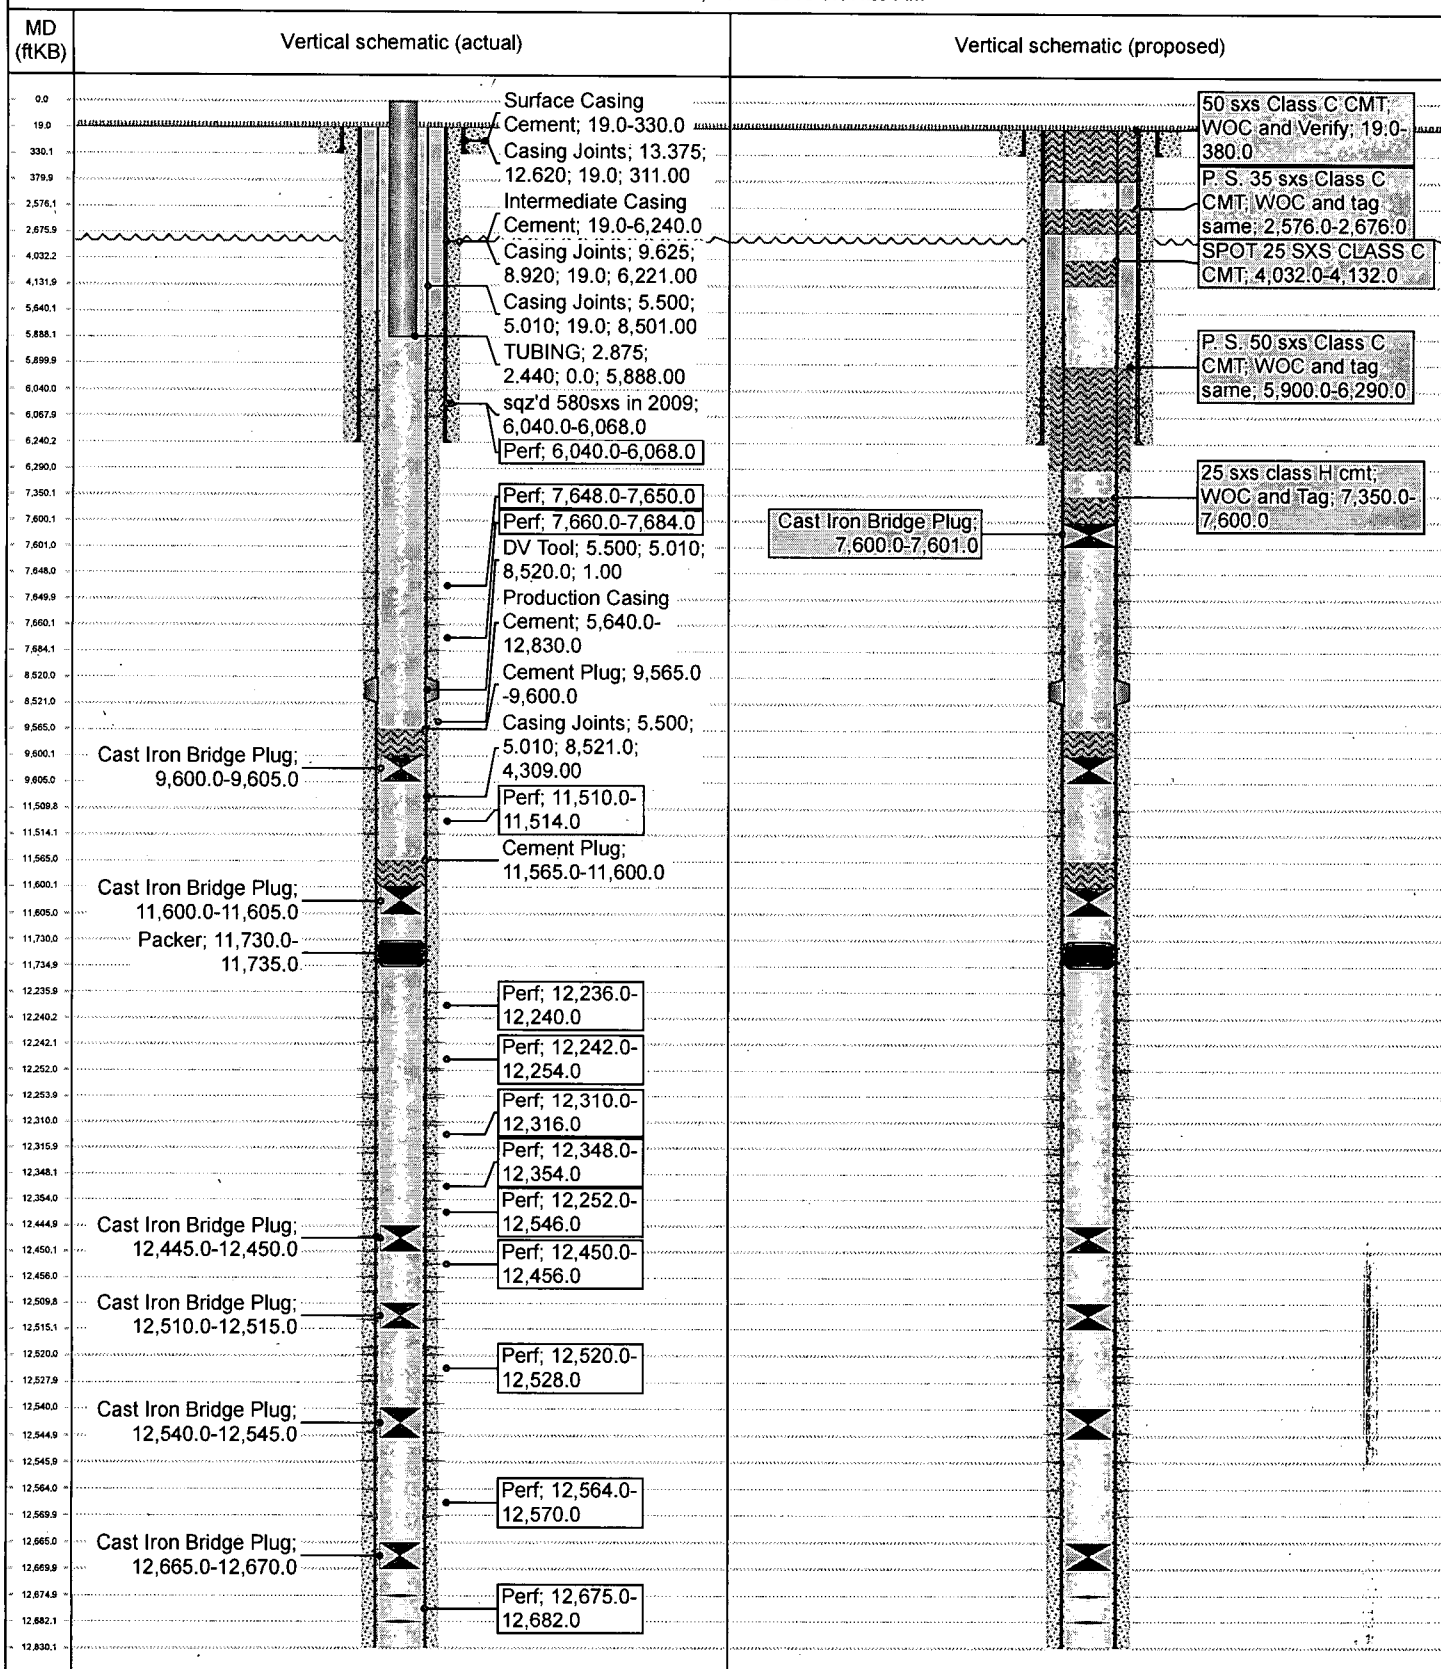 MD
(ftKB)
Vertical schematic (actual)
Vertical schematic (proposed)
0.0
19.0
330.1
379.9
2,576.1
2,675.9
4,032.2
4,131.9
5,640.1
5,888.1
5,899.9
6,040.0
6,067.9
6,240.2
6,290.0
7,350.1
7,600.1
7,601.0
7,648.0
7,649.9
7,660.1
7,684.1
8,520.0
8,521.0
9,565.0
9,600.1
9,605.0
11,509.8
11,514.1
11,565.0
11,600.1
11,605.0
11,730.0
11,734.9
12,235.9
12,240.2
12,242.1
12,252.0
12,253.9
12,310.0
12,315.9
12,348.1
12,354.0
12,444.9
12,450.1
12,456.0
12,509.8
12,515.1
12,520.0
12,527.9
12,540.0
12,544.9
12,545.9
12,564.0
12,569.9
12,665.0
12,669.9
12,674.9
12,682.1
12,830.1
Cast Iron Bridge Plug;
9,600.0-9,605.0
Cast Iron Bridge Plug;
11,600.0-11,605.0
Packer; 11,730.0-
11,735.0
Cast Iron Bridge Plug;
12,445.0-12,450.0
Cast Iron Bridge Plug;
12,510.0-12,515.0
Cast Iron Bridge Plug;
12,540.0-12,545.0
Cast Iron Bridge Plug;
12,665.0-12,670.0
Surface Casing
Cement; 19.0-330.0
Casing Joints; 13.375;
12.620; 19.0; 311.00
Intermediate Casing
Cement; 19.0-6,240.0
Casing Joints; 9.625;
8.920; 19.0; 6,221.00
Casing Joints; 5.500;
5.010; 19.0; 8,501.00
TUBING; 2.875;
2.440; 0.0; 5,888.00
sqz'd 580sxs in 2009;
6,040.0-6,068.0
Perf; 6,040.0-6,068.0
Perf; 7,648.0-7,650.0
Perf; 7,660.0-7,684.0
DV Tool; 5.500; 5.010;
8,520.0; 1.00
Production Casing
Cement; 5,640.0-
12,830.0
Cement Plug; 9,565.0
-9,600.0
Casing Joints; 5.500;
5.010; 8,521.0;
4,309.00
Perf; 11,510.0-
11,514.0
Cement Plug;
11,565.0-11,600.0
Perf; 12,236.0-
12,240.0
Perf; 12,242.0-
12,254.0
Perf; 12,310.0-
12,316.0
Perf; 12,348.0-
12,354.0
Perf; 12,252.0-
12,546.0
Perf; 12,450.0-
12,456.0
Perf; 12,520.0-
12,528.0
Perf; 12,564.0-
12,570.0
Perf; 12,675.0-
12,682.0
50 sxs Class C CMT,
WOC and Verify; 19.0-
380.0
P. S. 35 sxs Class C
CMT; WOC and tag
same; 2,576.0-2,676.0
SPOT 25 SXS CLASS C
CMT; 4,032.0-4,132.0
P. S. 50 sxs Class C
CMT; WOC and tag
same; 5,900.0-6,290.0
25 sxs class H cmt;
WOC and Tag; 7,350.0-
7,600.0
Cast Iron Bridge Plug;
7,600.0-7,601.0